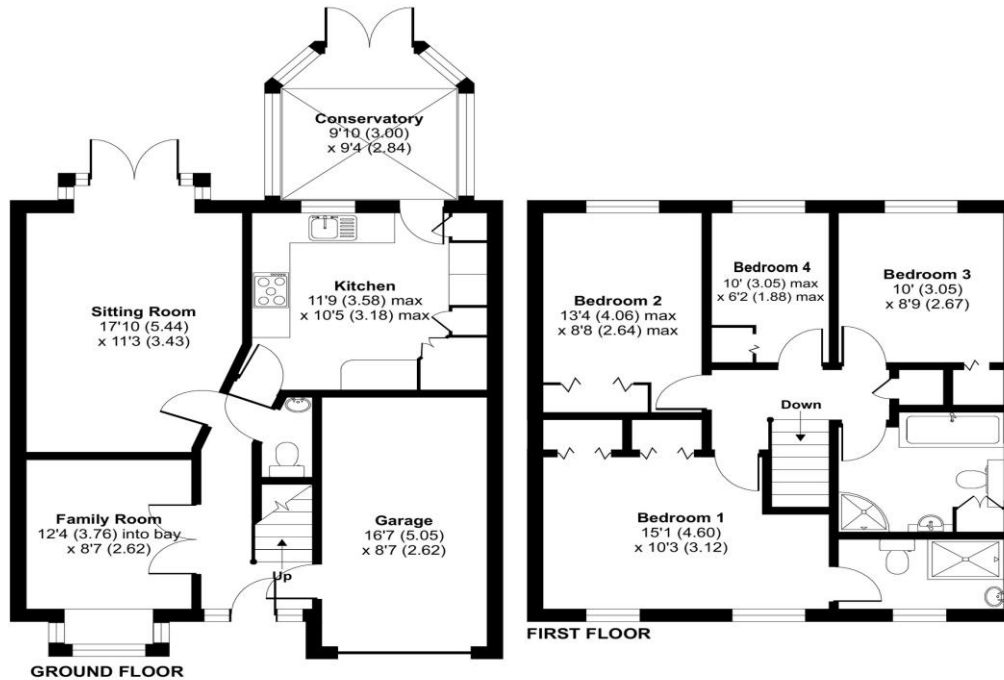 Conservatory
9'10 (3.00)
x 9'4 (2.84)
Sitting Room
17'10 (5.44)
x 11'3 (3.43)
Kitchen
11'9 (3.58) max
x 10'5 (3.18) max
Family Room
12'4 (3.76) into bay
x 8'7 (2.62)
Up
Garage
16'7 (5.05)
x 8'7 (2.62)
GROUND FLOOR
Bedroom 2
13'4 (4.06) max
x 8'8 (2.64) max
Bedroom 4
10' (3.05) max
x 6'2 (1.88) max
Bedroom 3
10' (3.05)
x 8'9 (2.67)
Down
Bedroom 1
15'1 (4.60)
x 10'3 (3.12)
FIRST FLOOR